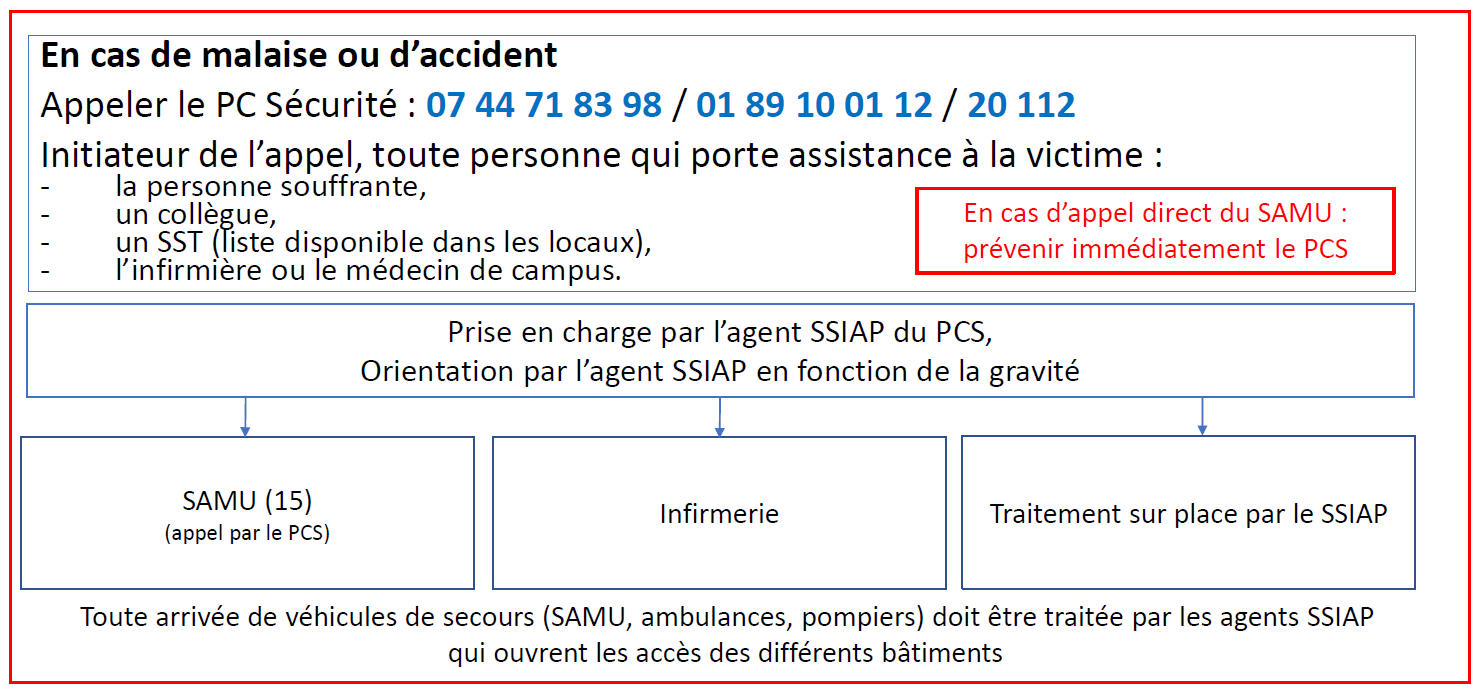 En cas de malaise ou d’accident
Appeler le PC Sécurité : 07 44 71 83 98 / 01 89 10 01 12 / 20 112
Initiateur de l’appel, toute personne qui porte assistance à la victime :
- la personne souffrante,
- un collègue,
- un SST (liste disponible dans les locaux),
- l’infirmière ou le médecin de campus.
En cas d’appel direct du SAMU :
prévenir immédiatement le PCS
Prise en charge par l’agent SSIAP du PCS,
Orientation par l’agent SSIAP en fonction de la gravité
SAMU (15)
(appel par le PCS)
Infirmerie
Traitement sur place par le SSIAP
Toute arrivée de véhicules de secours (SAMU, ambulances, pompiers) doit être traitée par les agents SSIAP
qui ouvrent les accès des différents bâtiments